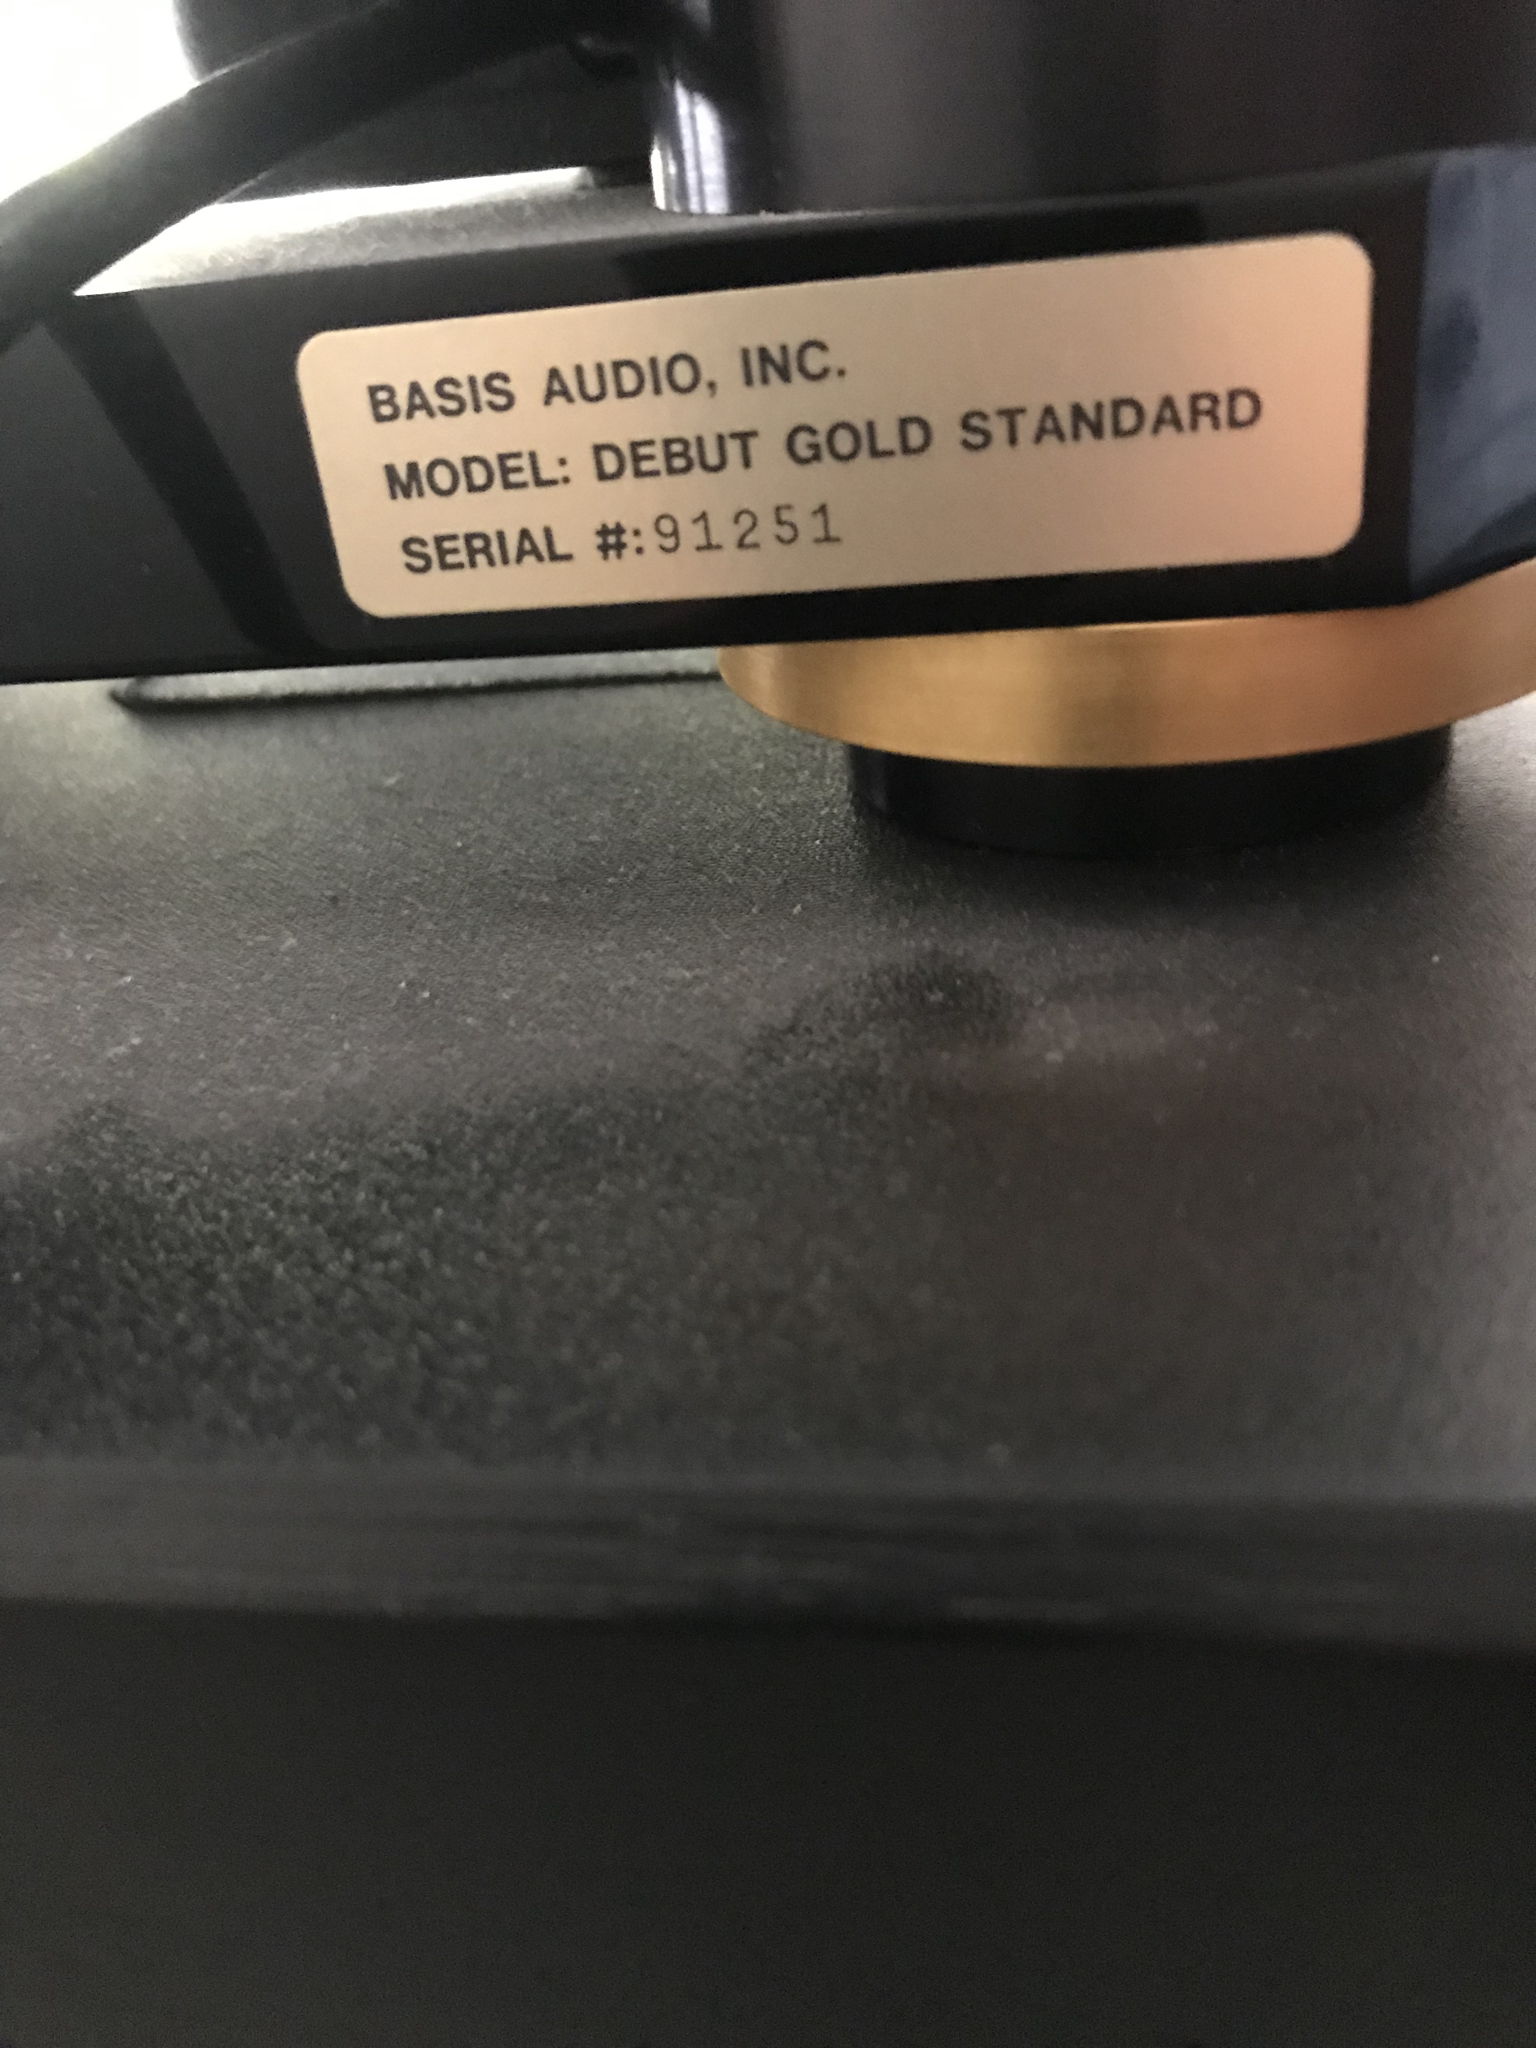 BASIS AUDIO, INC.
MODEL: DEBUT GOLD STANDARD
SERIAL #:91251